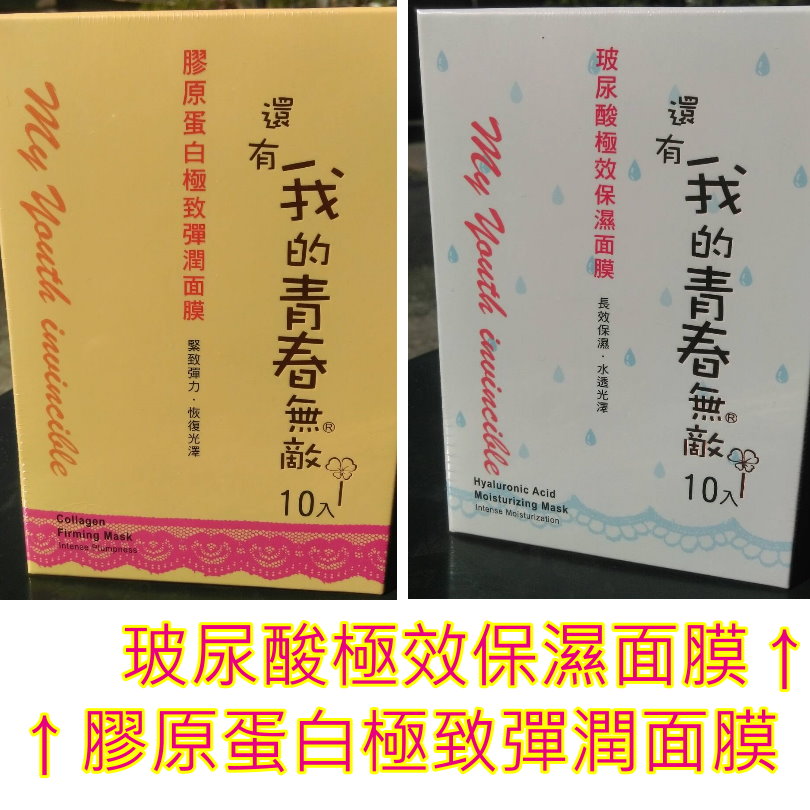 My Youth invincible
膠原蛋白極致彈潤面膜
緊致彈力．恢復光澤
還有我的青春無敵®
10入
Collagen
Firming Mask
Intence Plumpness
My Youth invincible
玻尿酸極效保濕面膜
長效保濕．水透光澤
還有我的青春無敵®
10入
Hyaluronic Acid
Moisturizing Mask
Intense Moisturization
玻尿酸極效保濕面膜↑
↑膠原蛋白極致彈潤面膜